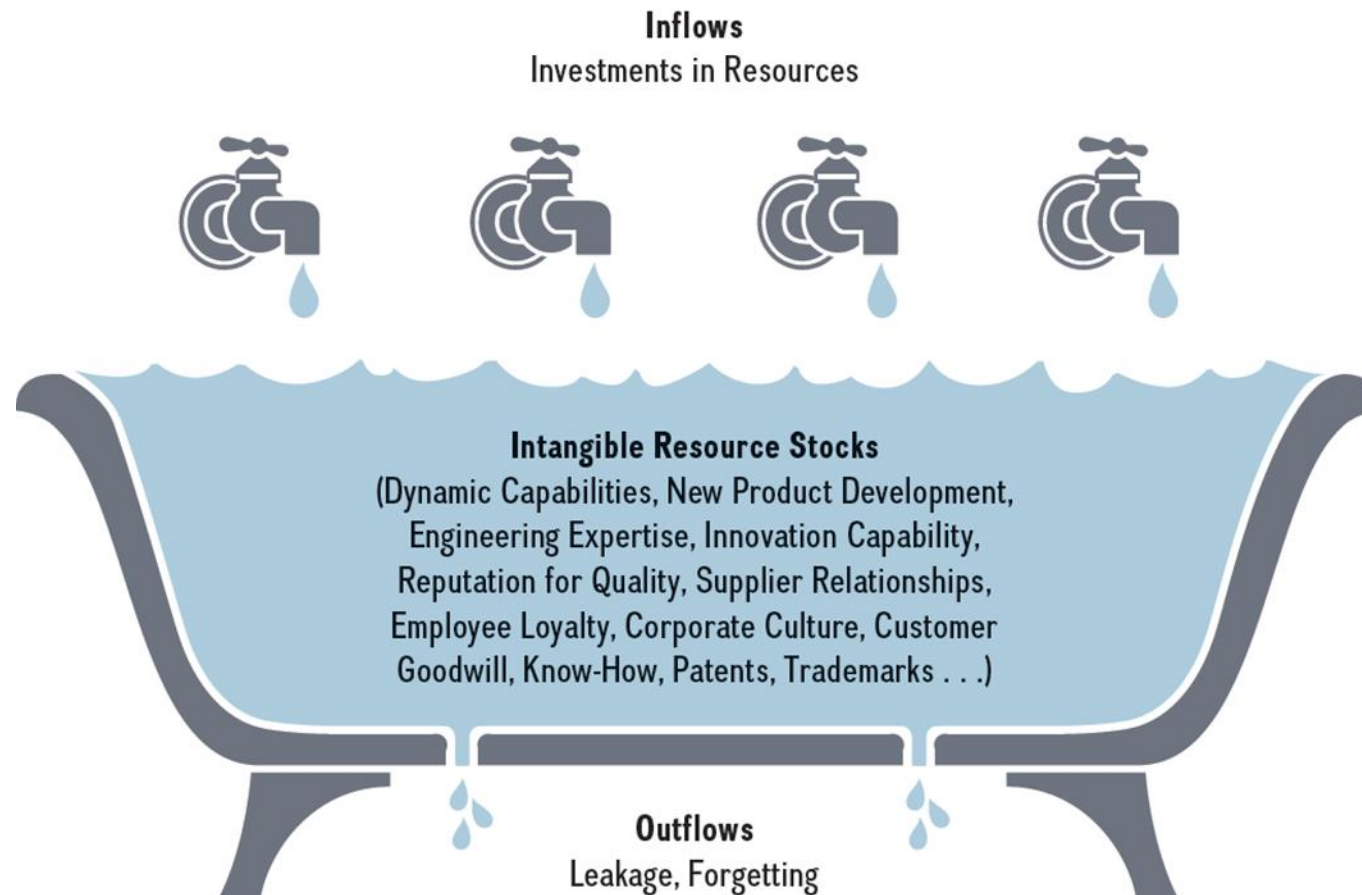 Inflows
Investments in Resources
Intangible Resource Stocks
(Dynamic Capabilities, New Product Development,
Engineering Expertise, Innovation Capability,
Reputation for Quality, Supplier Relationships,
Employee Loyalty, Corporate Culture, Customer
Goodwill, Know-How, Patents, Trademarks . . .)
Outflows
Leakage, Forgetting